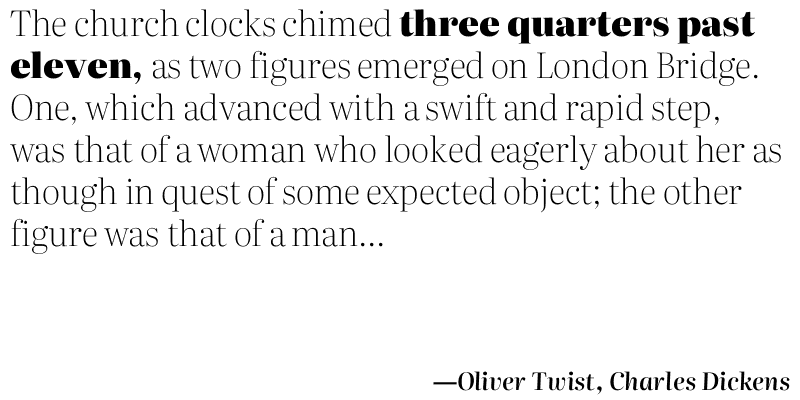 The church clocks chimed three quarters past
eleven, as two figures emerged on London Bridge.
One, which advanced with a swift and rapid step,
was that of a woman who looked eagerly about her as
though in quest of some expected object; the other
figure was that of a man...
—Oliver Twist, Charles Dickens